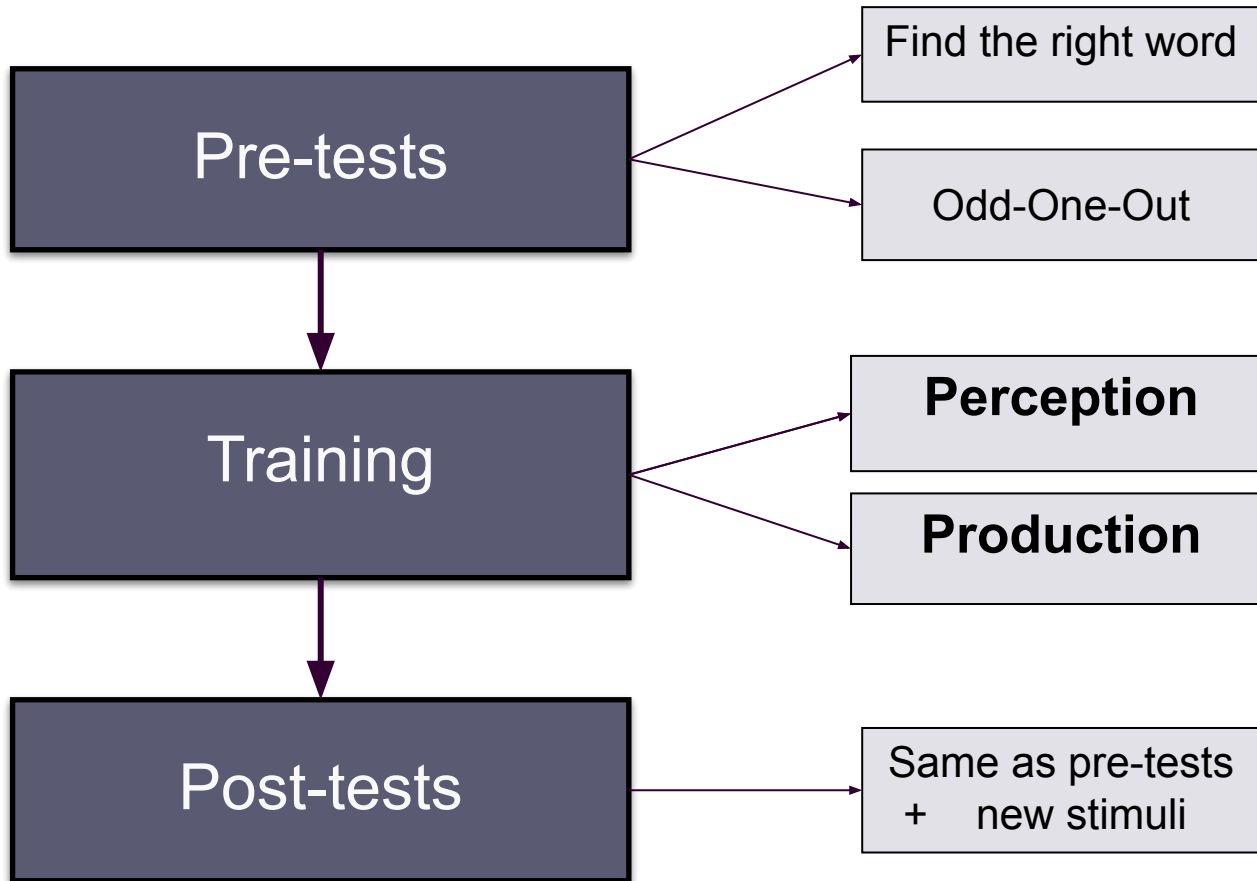 Pre-tests
Find the right word
Odd-One-Out
Training
Perception
Production
Post-tests
Same as pre-tests
+ new stimuli